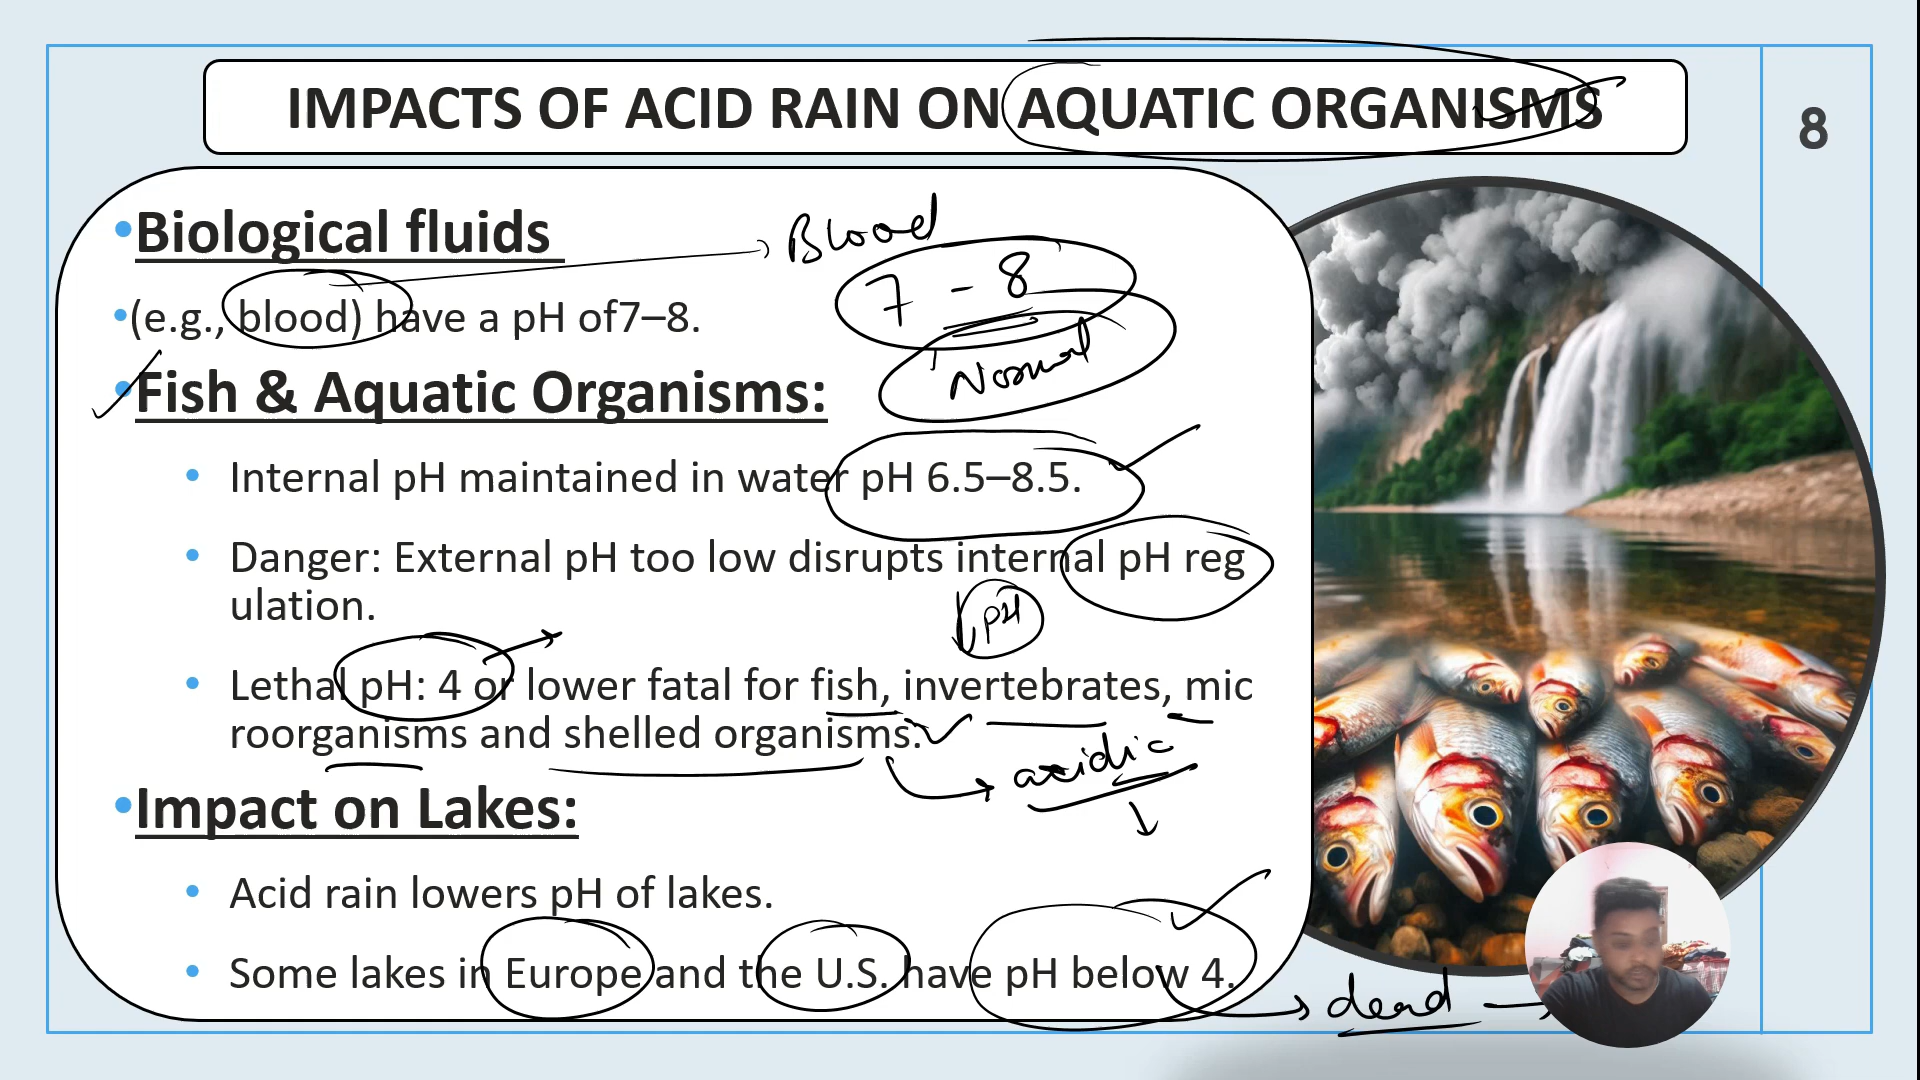 IMPACTS OF ACID RAIN ON AQUATIC ORGANISMS
8
•Biological fluids
Blood
•(e.g., blood) have a pH of7–8.
7 - 8
Normal
•Fish & Aquatic Organisms:
• Internal pH maintained in water pH 6.5–8.5.
• Danger: External pH too low disrupts internal pH reg
ulation.
↓ pH
• Lethal pH: 4 or lower fatal for fish, invertebrates, mic
roorganisms and shelled organisms.
acidic
•Impact on Lakes:
• Acid rain lowers pH of lakes.
• Some lakes in Europe and the U.S. have pH below 4.
dead